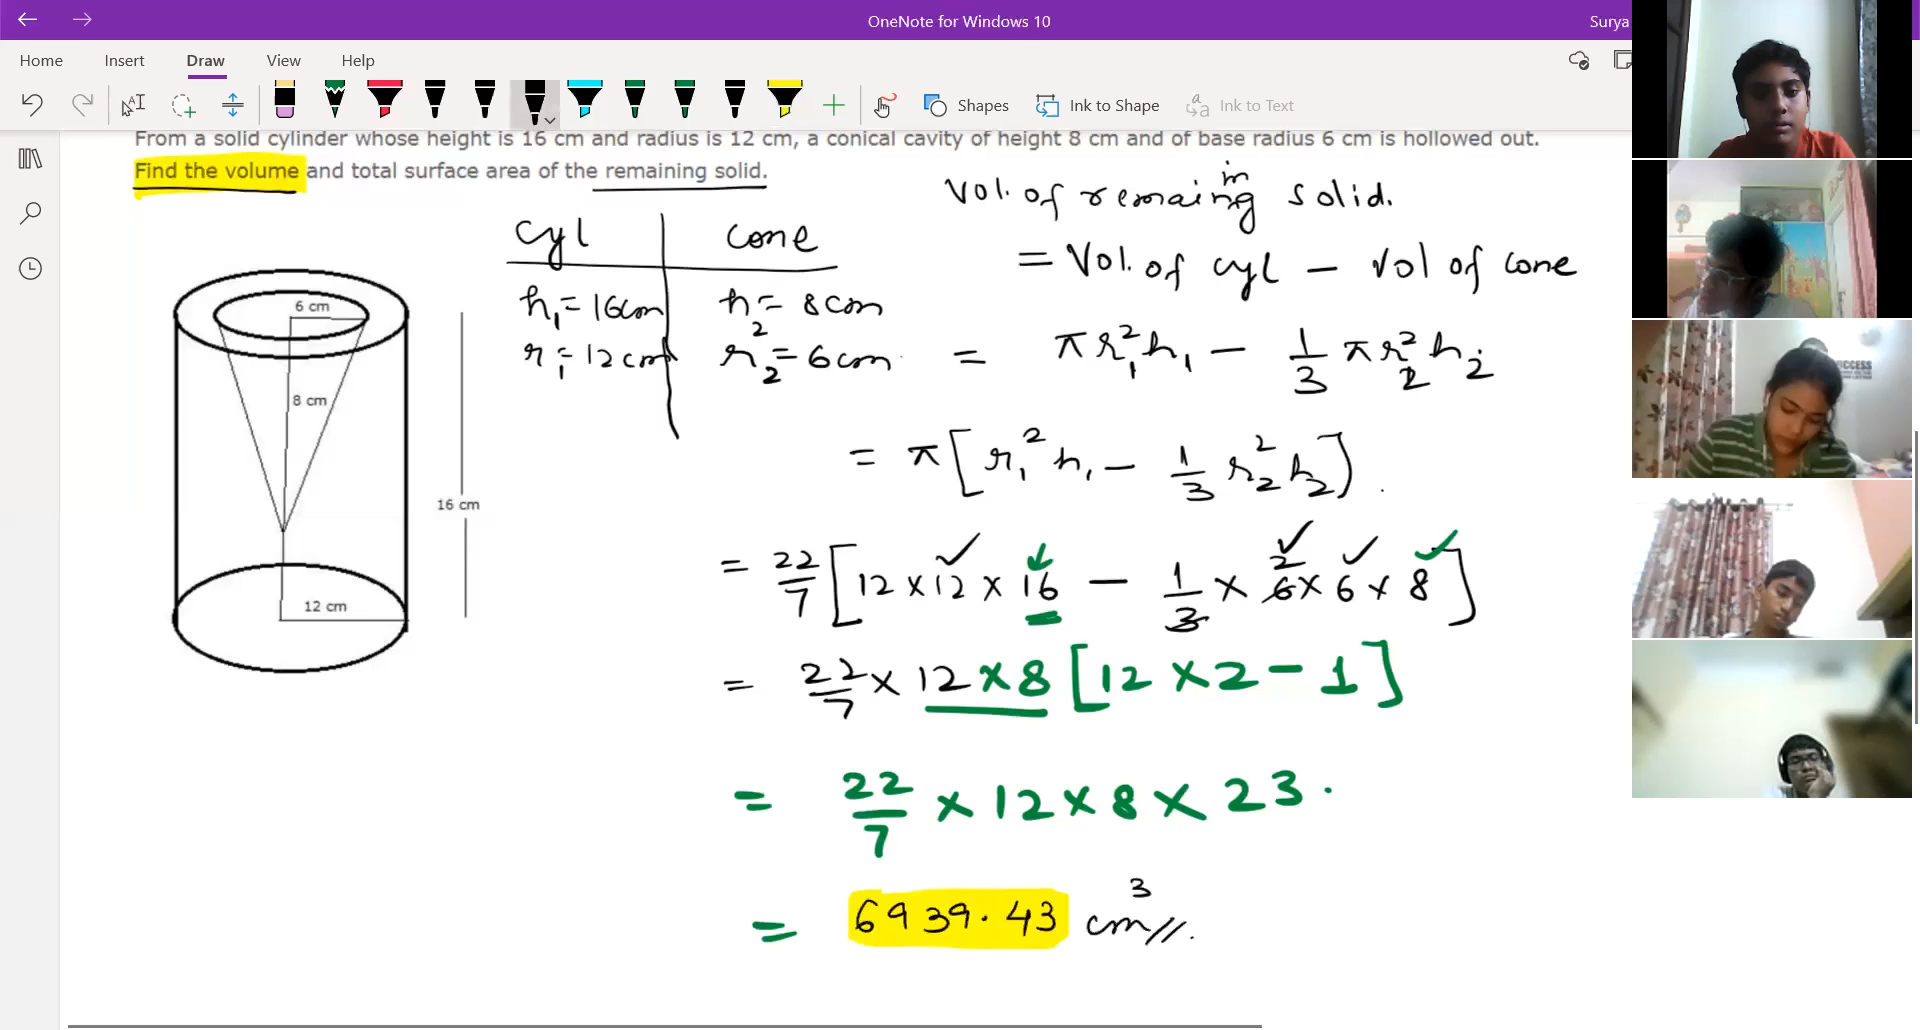 OneNote for Windows 10
Surya
Home Insert Draw View Help
Shapes Ink to Shape Ink to Text
From a solid cylinder whose height is 16 cm and radius is 12 cm, a conical cavity of height 8 cm and of base radius 6 cm is hollowed out.
Find the volume and total surface area of the remaining solid.
Vol. of remaining solid.
Cyl Cone
= Vol. of cyl - Vol of cone
h₁ = 16cm h₂ = 8cm
r₁ = 12cm r₂ = 6cm
= πr₁²h₁ - 1/3 πr₂²h₂
= π[r₁²h₁ - 1/3 r₂²h₂]
= 22/7 [12 × 12 × 16 - 1/3 × 6 × 6 × 8]
2
= 22/7 × 12 × 8 [12 × 2 - 1]
= 22/7 × 12 × 8 × 23.
= 6939.43 cm³//.
6 cm
8 cm
16 cm
12 cm
CCESS